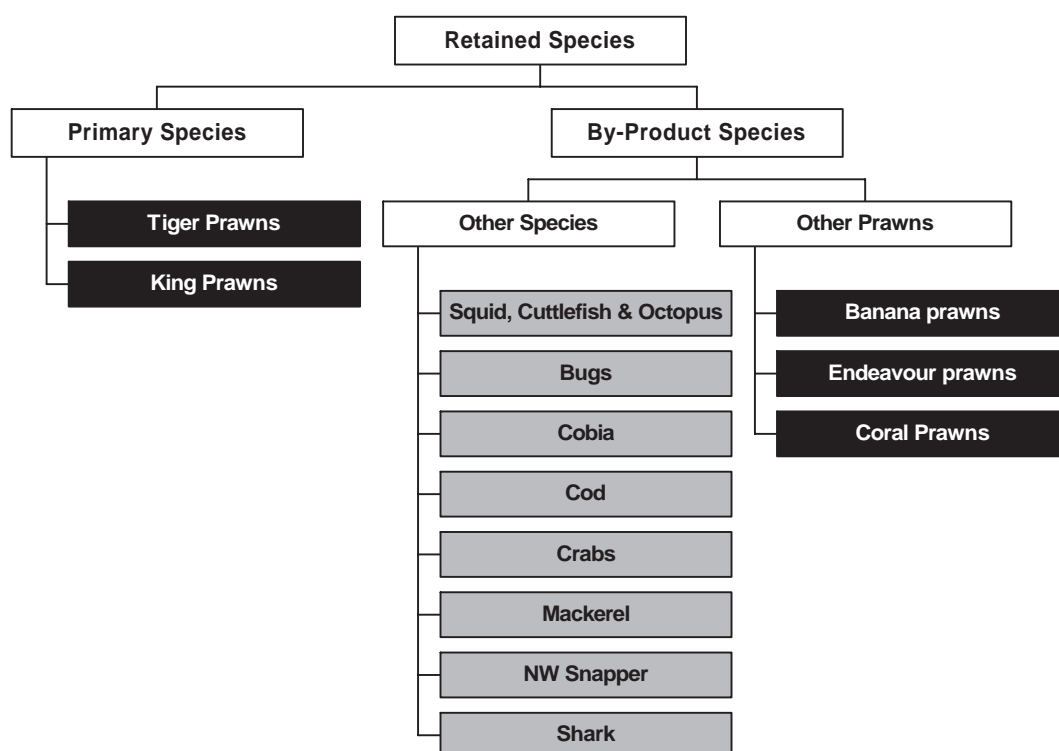 Retained Species
Primary Species
By-Product Species
Tiger Prawns
King Prawns
Other Species
Other Prawns
Squid, Cuttlefish & Octopus
Bugs
Cobia
Cod
Crabs
Mackerel
NW Snapper
Shark
Banana prawns
Endeavour prawns
Coral Prawns